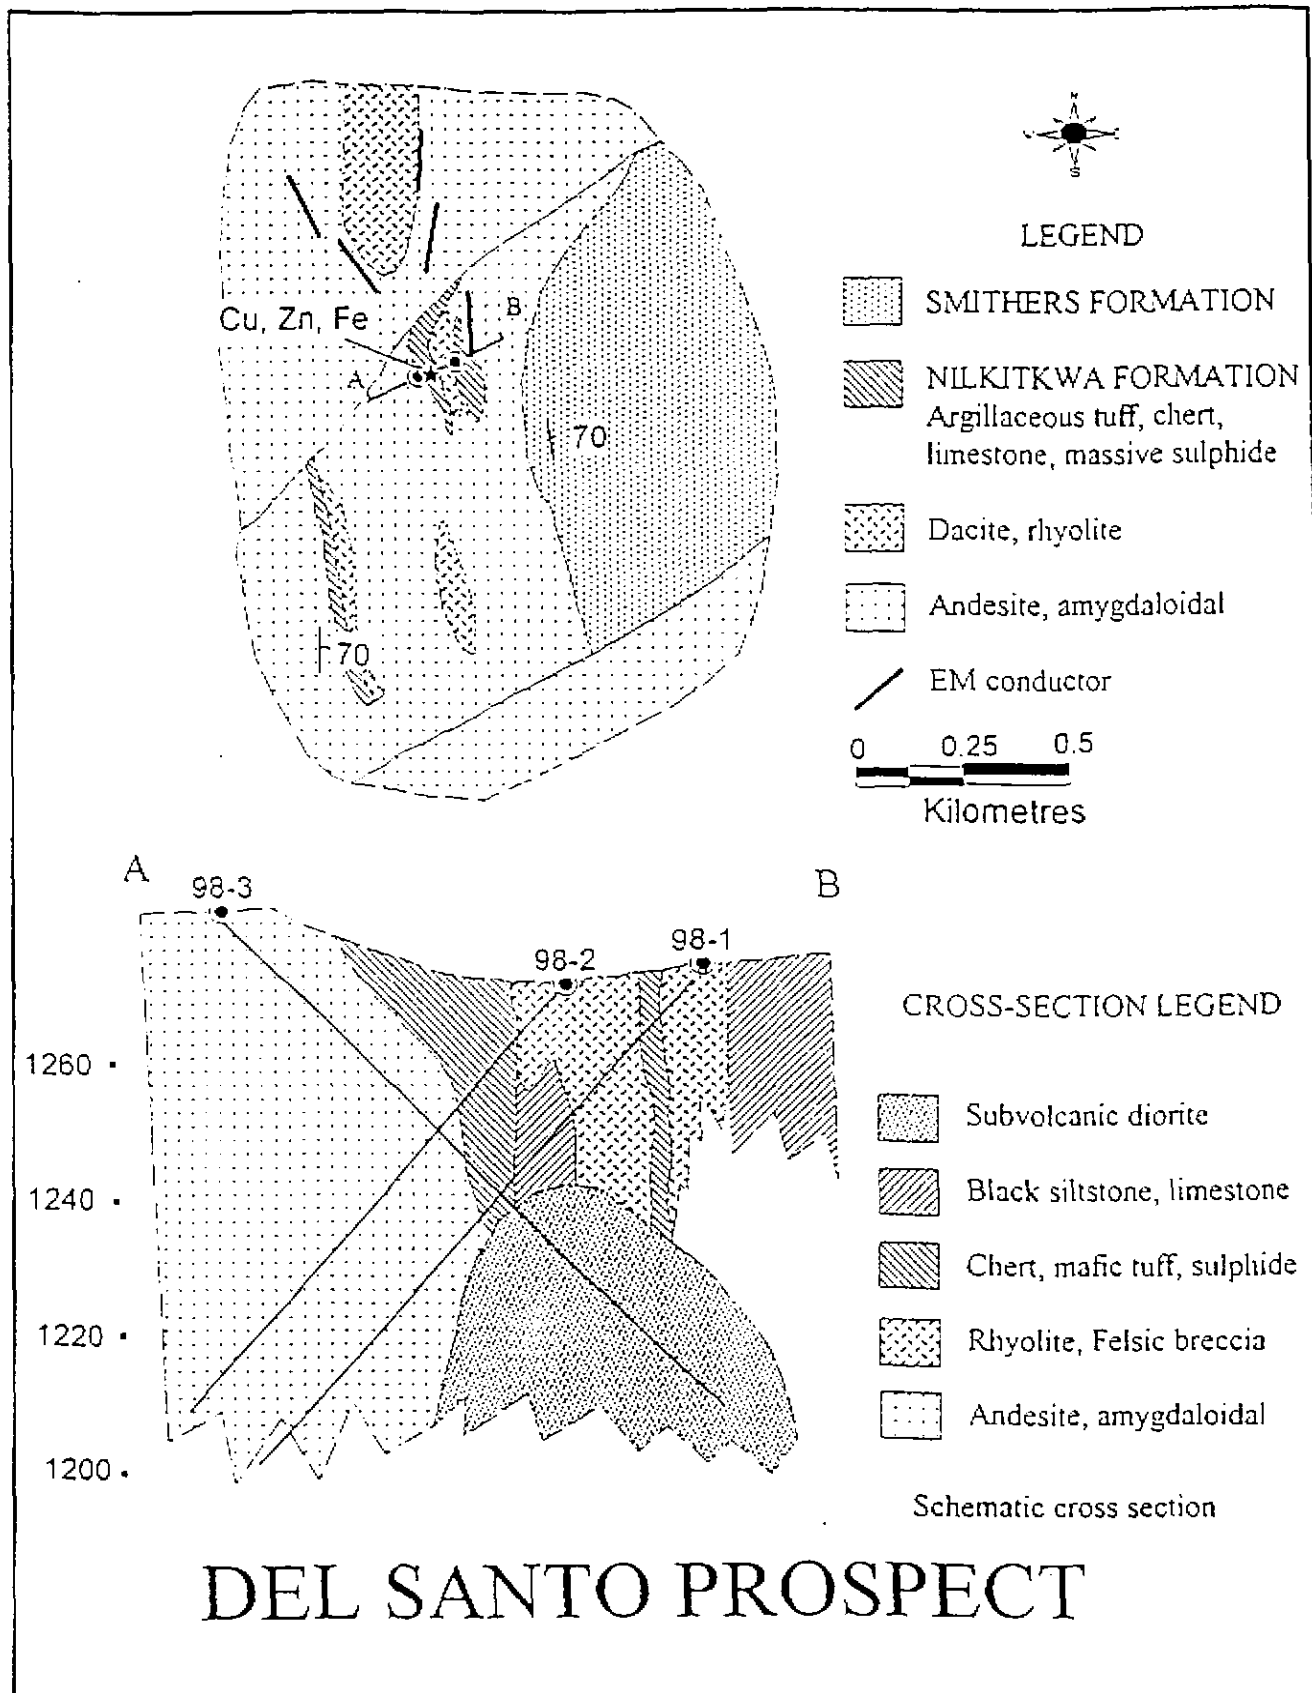 N
S
LEGEND
SMITHERS FORMATION
NILKITKWA FORMATION
Argillaceous tuff, chert,
limestone, massive sulphide
Dacite, rhyolite
Andesite, amygdaloidal
EM conductor
0 0.25 0.5
Kilometres
Cu, Zn, Fe
B
A
70
70
A
98-3
B
98-2
98-1
1260
1240
1220
1200
CROSS-SECTION LEGEND
Subvolcanic diorite
Black siltstone, limestone
Chert, mafic tuff, sulphide
Rhyolite, Felsic breccia
Andesite, amygdaloidal
Schematic cross section
DEL SANTO PROSPECT